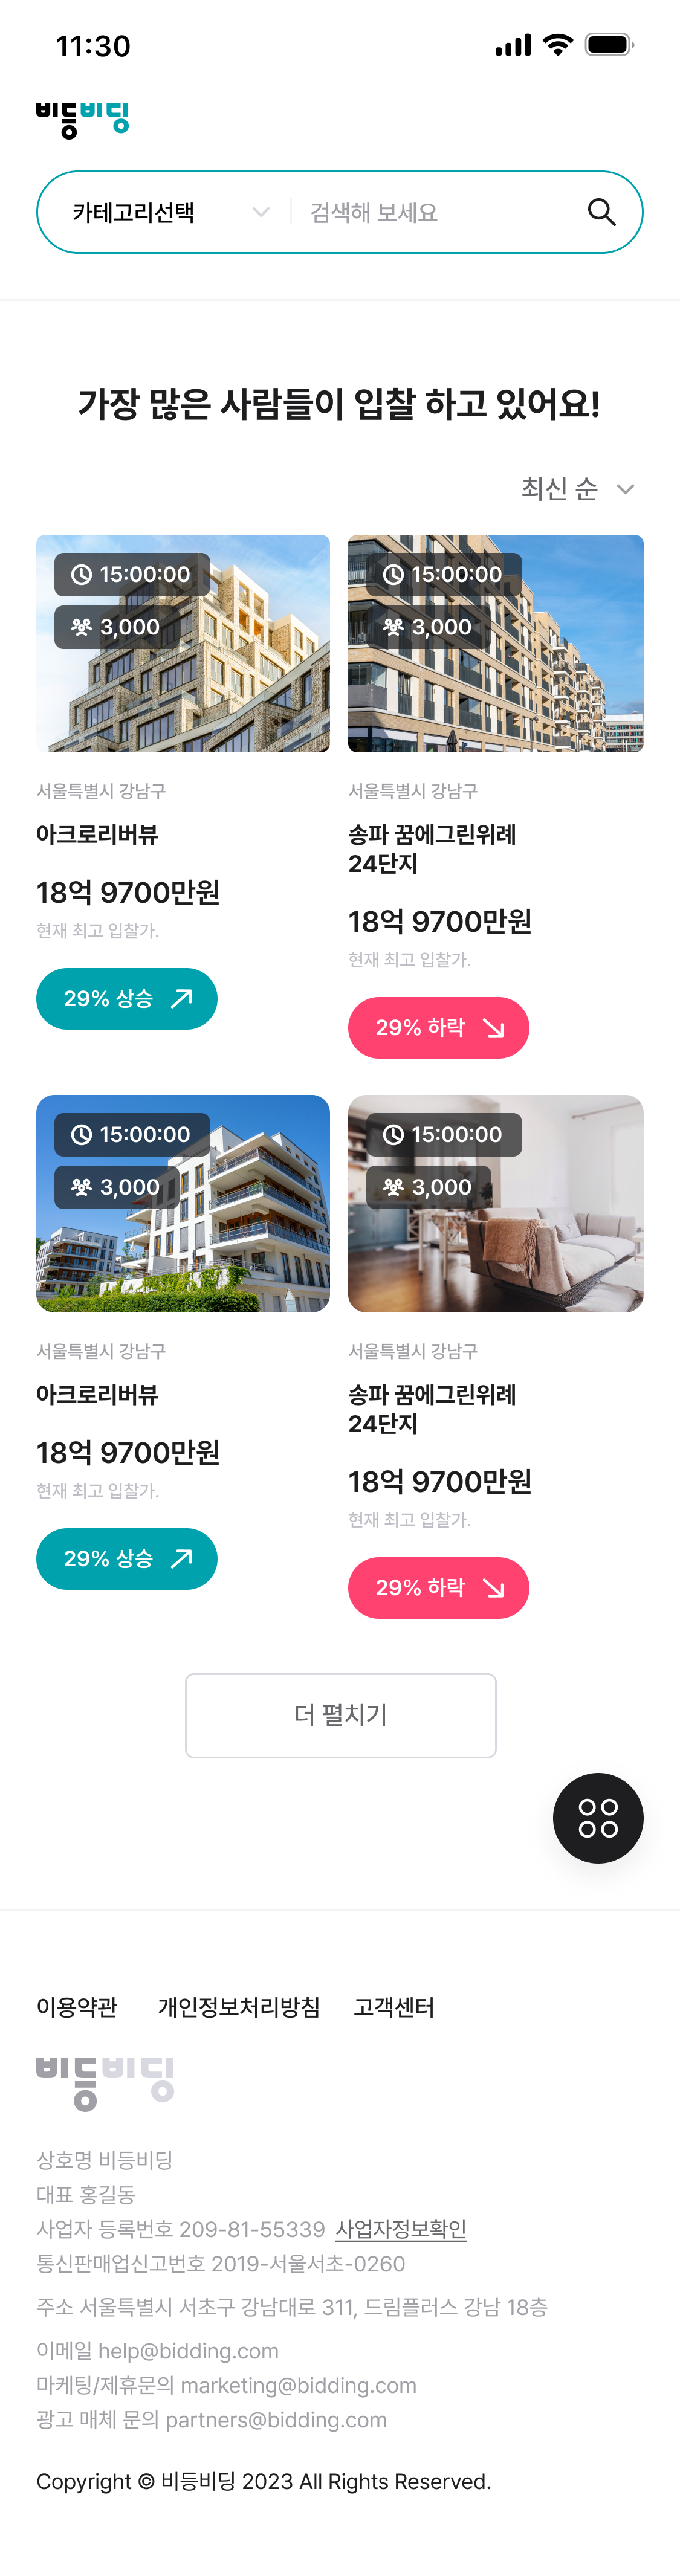 11:30
비등비딩
카테고리선택 검색해 보세요
가장 많은 사람들이 입찰 하고 있어요!
최신 순
15:00:00
3,000
서울특별시 강남구
아크로리버뷰
18억 9700만원
현재 최고 입찰가.
29% 상승
15:00:00
3,000
서울특별시 강남구
송파 꿈에그린위례
24단지
18억 9700만원
현재 최고 입찰가.
29% 하락
15:00:00
3,000
서울특별시 강남구
아크로리버뷰
18억 9700만원
현재 최고 입찰가.
29% 상승
15:00:00
3,000
서울특별시 강남구
송파 꿈에그린위례
24단지
18억 9700만원
현재 최고 입찰가.
29% 하락
더 펼치기
이용약관 개인정보처리방침 고객센터
비등비딩
상호명 비등비딩
대표 홍길동
사업자 등록번호 209-81-55339 사업자정보확인
통신판매업신고번호 2019-서울서초-0260
주소 서울특별시 서초구 강남대로 311, 드림플러스 강남 18층
이메일 help@bidding.com
마케팅/제휴문의 marketing@bidding.com
광고 매체 문의 partners@bidding.com
Copyright © 비등비딩 2023 All Rights Reserved.